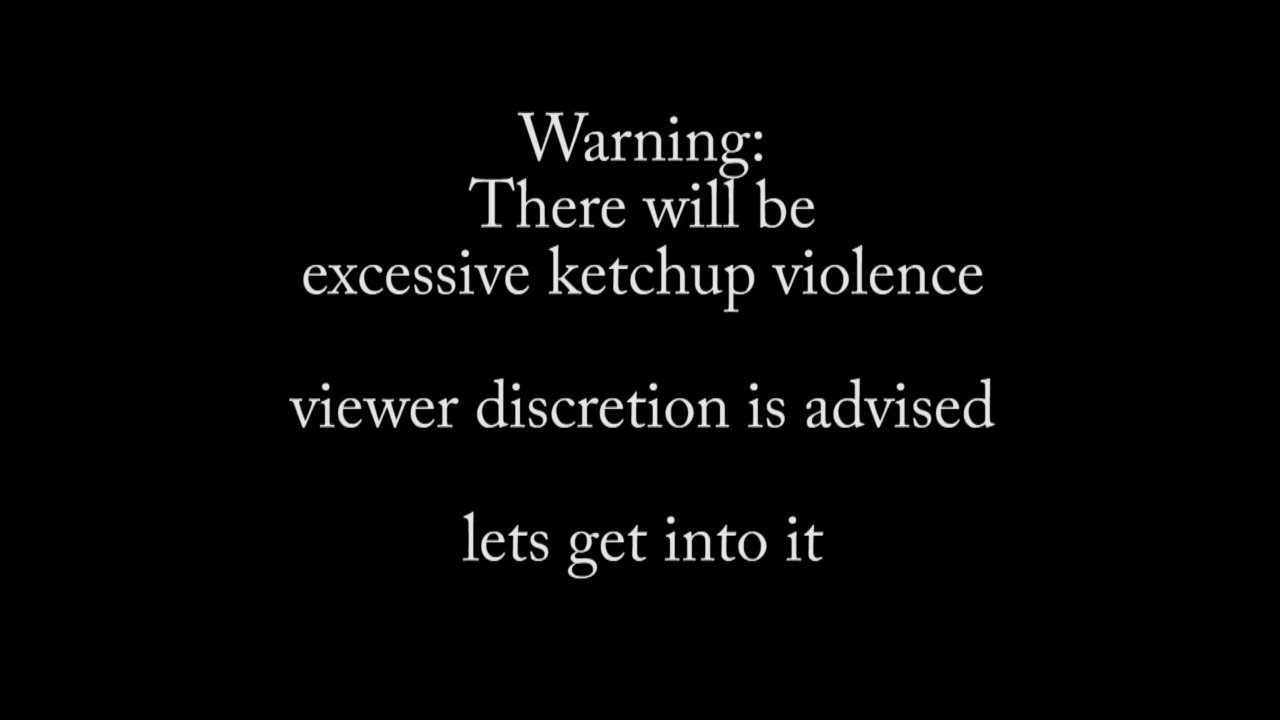 Warning:
There will be
excessive ketchup violence
viewer discretion is advised
lets get into it